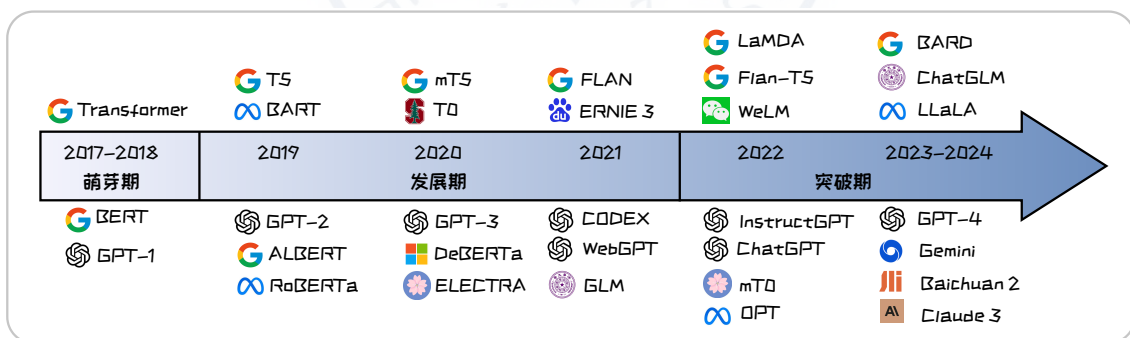 LaMDA BARD
T5 mT5 FLAN Flan-T5 ChatGLM
Transformer BART T0 ERNIE 3 WeLM LLaLA
2017-2018 2019 2020 2021 2022 2023-2024
萌芽期 发展期 突破期
BERT GPT-2 GPT-3 CODEX InstructGPT GPT-4
GPT-1 ALBERT DeBERTa WebGPT ChatGPT Gemini
RoBERTa ELECTRA GLM mT0 Baichuan 2
OPT Claude 3